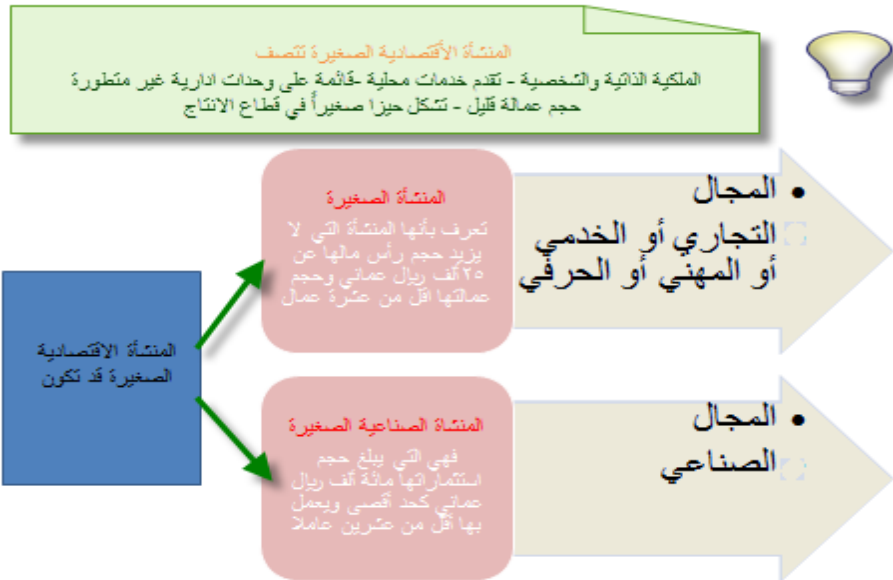 المنشأة الأقتصادية الصغيرة تتصف
الملكية الذاتية والشخصية - تقدم خدمات محلية -قائمة على وحدات ادارية غير متطورة
حجم عمالة قليل - تشكل حيزا صغيراً في قطاع الانتاج
المنشأة الاقتصادية
الصغيرة قد تكون
المنشأة الصغيرة
تعرف بأنها المنشأة التي لا
يزيد حجم رأس مالها عن
٢٥ ألف ريال عماني وحجم
عمالتها اقل من عشرة عمال
• المجال
التجاري أو الخدمي
أو المهني أو الحرفي
المنشاة الصناعية الصغيرة
فهي التي يبلغ حجم
استثماراتها مائة ألف ريال
عماني كحد أقصى ويعمل
بها أقل من عشرين عاملا
• المجال
الصناعي